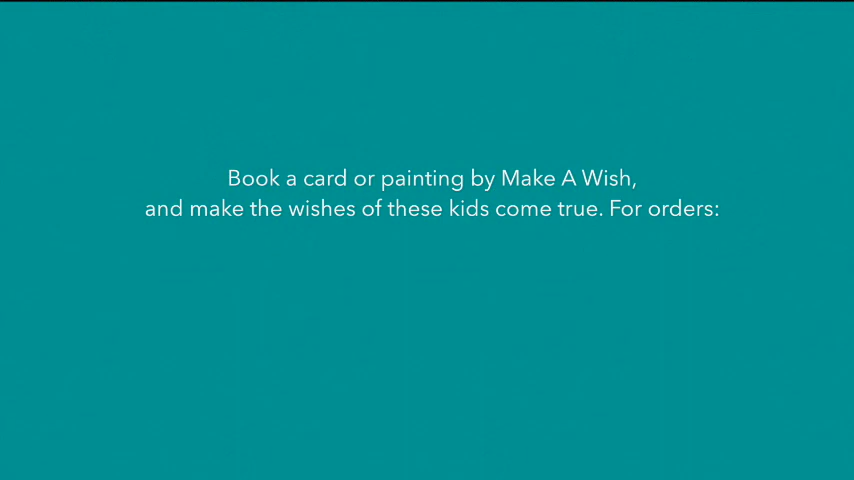 Book a card or painting by Make A Wish,
and make the wishes of these kids come true. For orders: